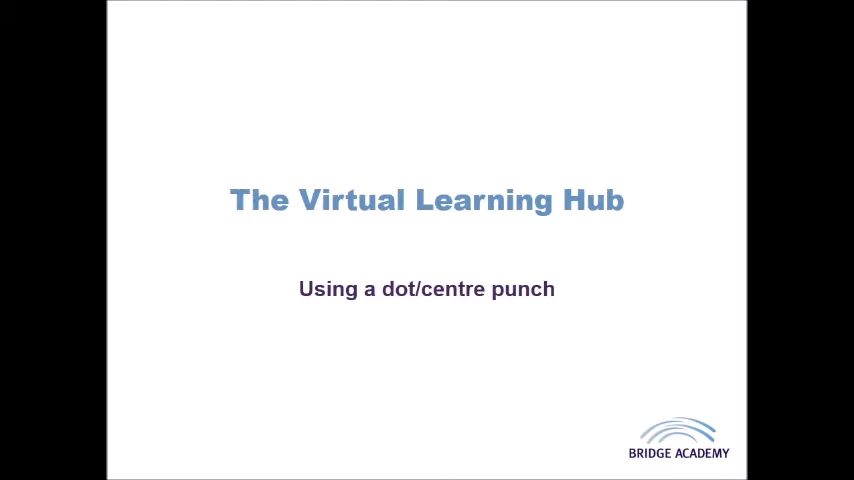 The Virtual Learning Hub
Using a dot/centre punch
BRIDGE ACADEMY